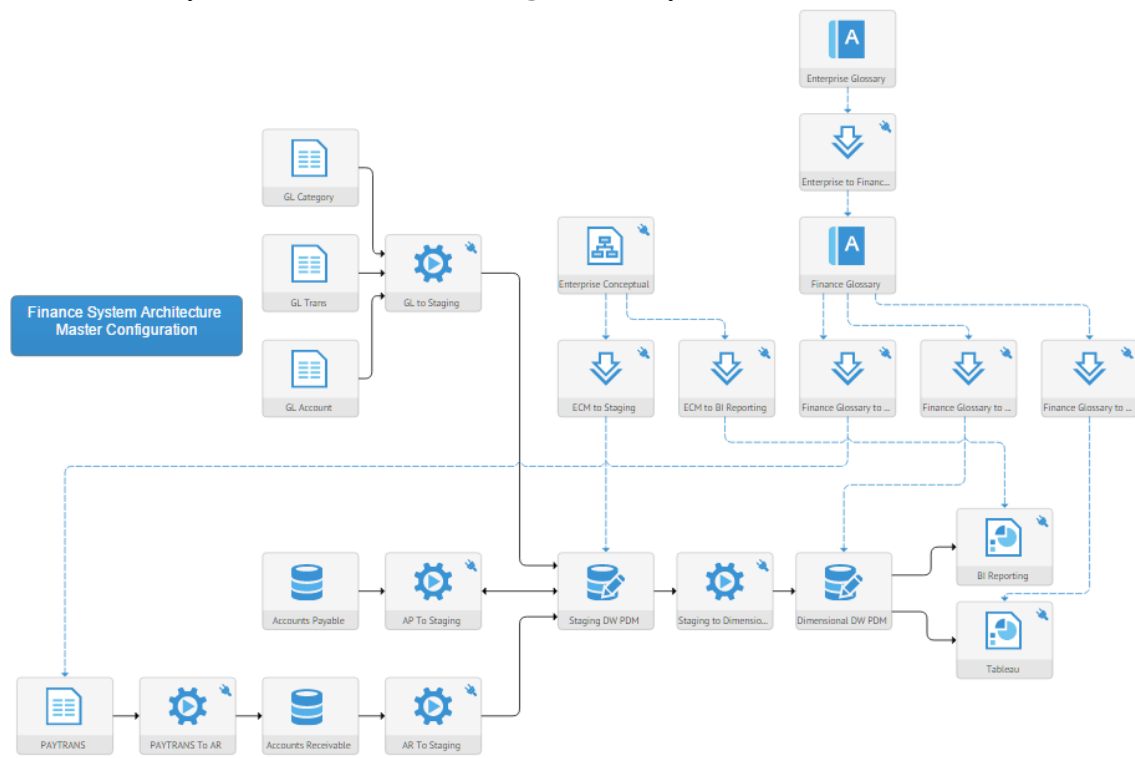 Enterprise Glossary
Enterprise to Financ...
GL Category
GL Trans
GL to Staging
Enterprise Conceptual
Finance Glossary
Finance System Architecture
Master Configuration
GL Account
ECM to Staging
ECM to BI Reporting
Finance Glossary to ...
Finance Glossary to ...
Finance Glossary to ...
BI Reporting
Accounts Payable
AP To Staging
Staging DW PDM
Staging to Dimensio...
Dimensional DW PDM
Tableau
PAYTRANS
PAYTRANS To AR
Accounts Receivable
AR To Staging